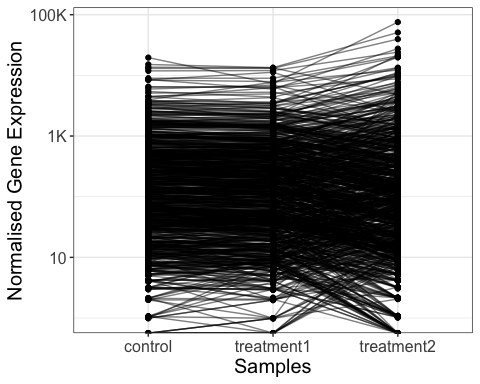 Normalised Gene Expression
100K
1K
10
control treatment1 treatment2
Samples